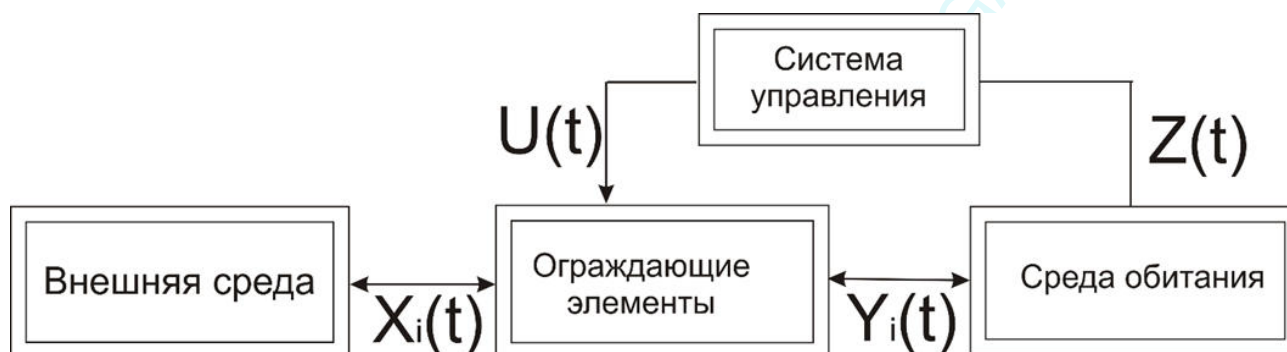 Система
управления
U(t)
Z(t)
Внешняя среда
Xi(t)
Ограждающие
элементы
Yi(t)
Среда обитания